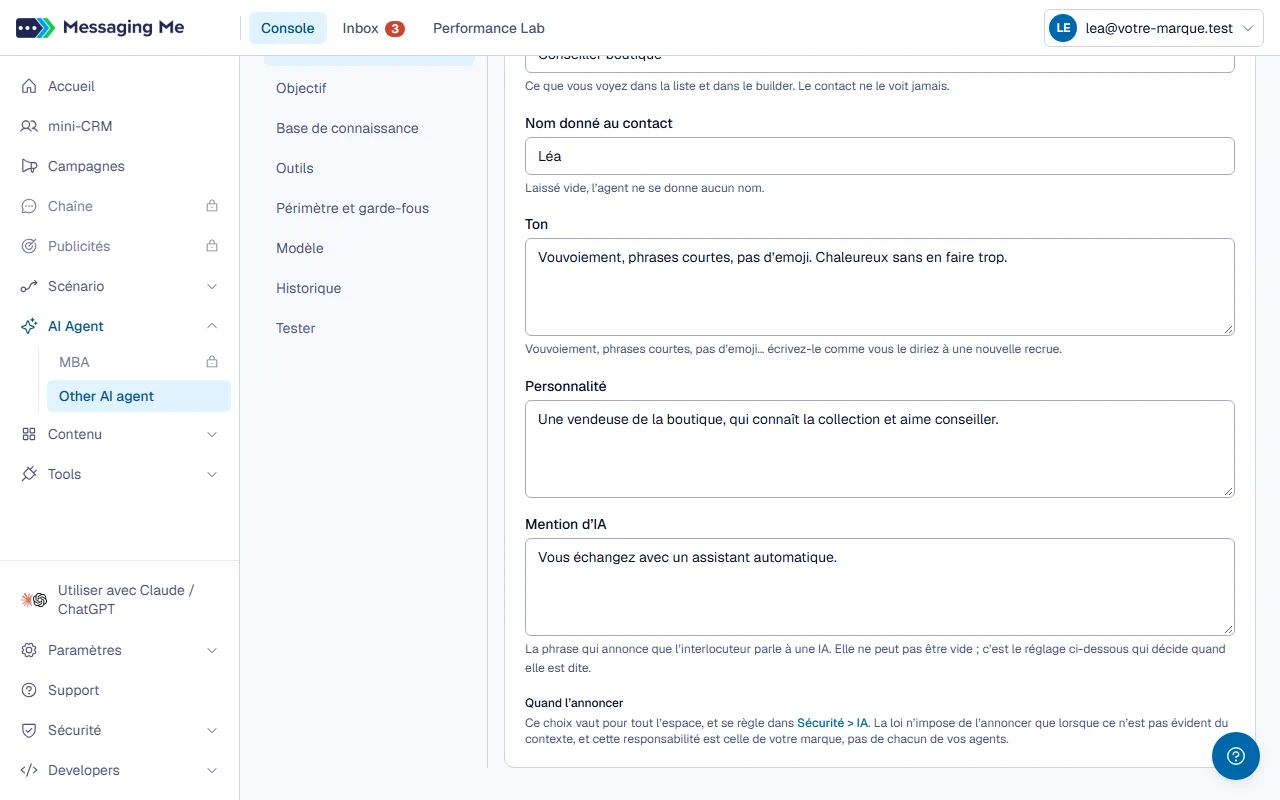 Messaging Me
Console
Inbox 3
Performance Lab
LE lea@votre-marque.test
Accueil
mini-CRM
Campagnes
Chaîne
Publicités
Scénario
AI Agent
MBA
Other AI agent
Contenu
Tools
Utiliser avec Claude /
ChatGPT
Paramètres
Support
Sécurité
Developers
Objectif
Base de connaissance
Outils
Périmètre et garde-fous
Modèle
Historique
Tester
Conseiller boutique
Ce que vous voyez dans la liste et dans le builder. Le contact ne le voit jamais.
Nom donné au contact
Léa
Laissé vide, l’agent ne se donne aucun nom.
Ton
Vouvoiement, phrases courtes, pas d’emoji. Chaleureux sans en faire trop.
Vouvoiement, phrases courtes, pas d’emoji… écrivez-le comme vous le diriez à une nouvelle recrue.
Personnalité
Une vendeuse de la boutique, qui connaît la collection et aime conseiller.
Mention d’IA
Vous échangez avec un assistant automatique.
La phrase qui annonce que l’interlocuteur parle à une IA. Elle ne peut pas être vide ; c’est le réglage ci-dessous qui décide quand
elle est dite.
Quand l’annoncer
Ce choix vaut pour tout l’espace, et se règle dans Sécurité > IA. La loi n’impose de l’annoncer que lorsque ce n’est pas évident du
contexte, et cette responsabilité est celle de votre marque, pas de chacun de vos agents.